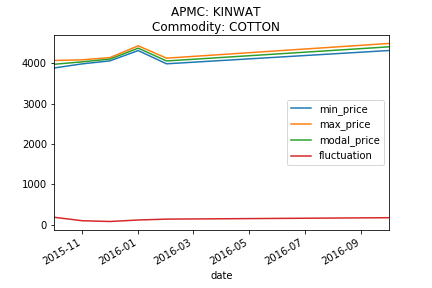 APMC: KINWAT
Commodity: COTTON
4000
3000
2000
1000
0
min_price
max_price
modal_price
fluctuation
2015-11
2016-01
2016-03
2016-05
2016-07
2016-09
date